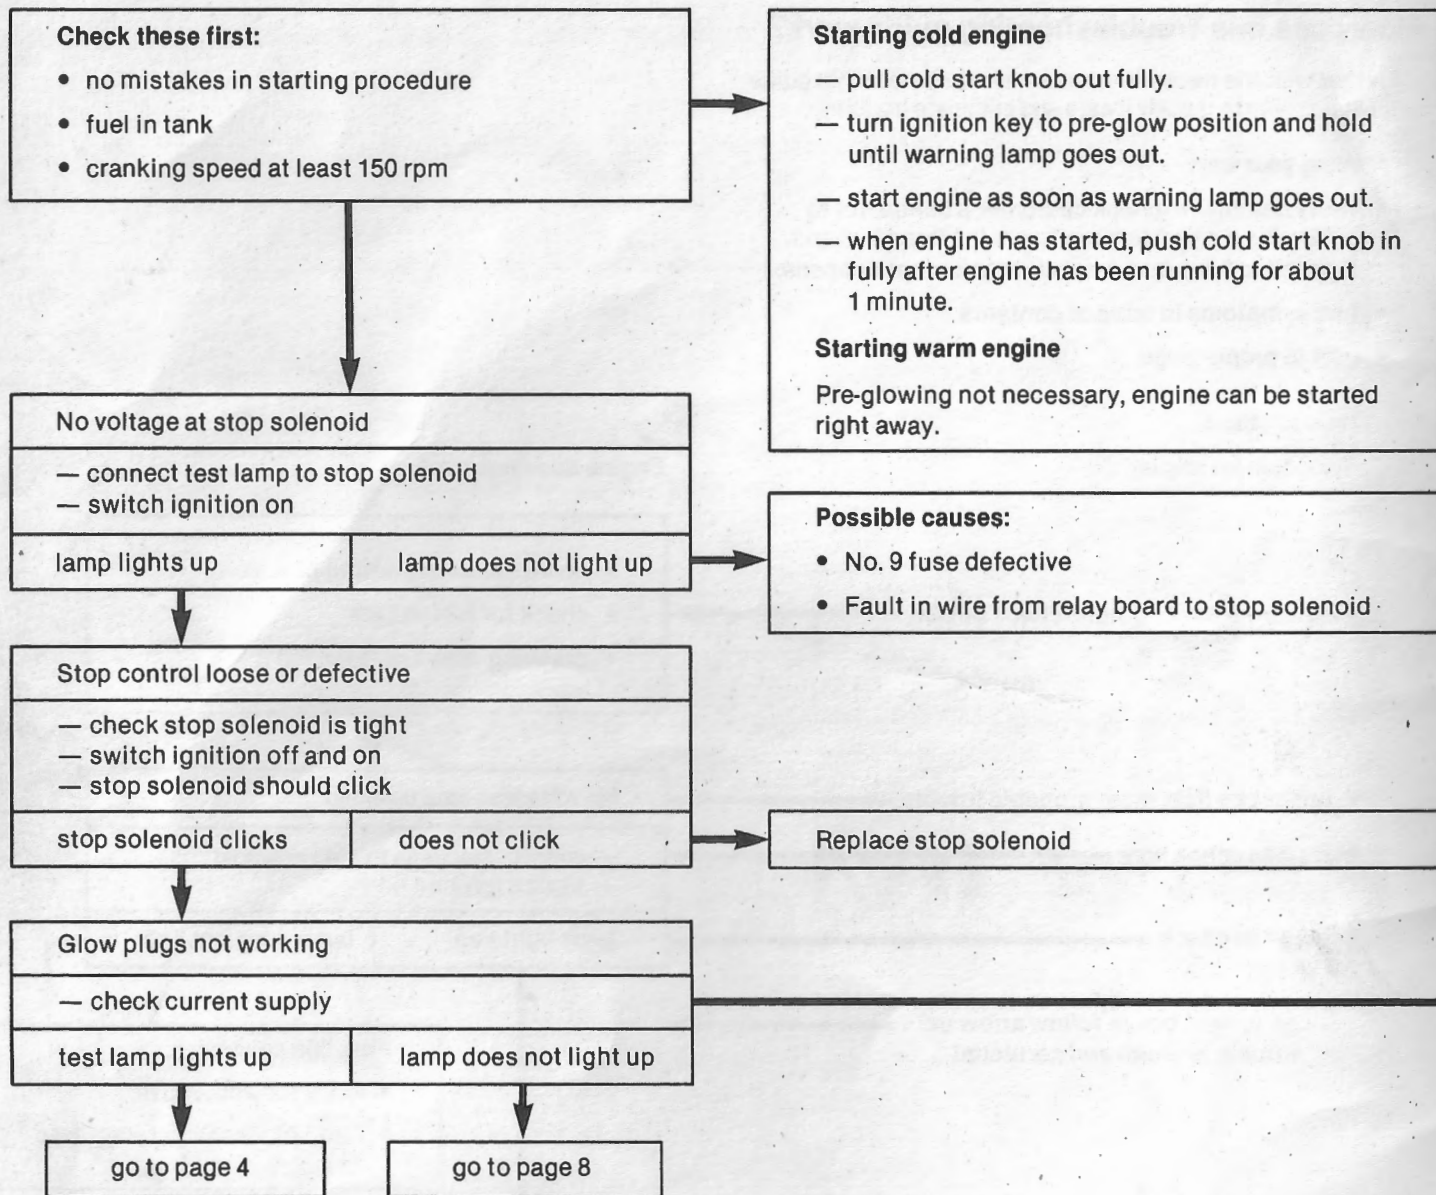 Check these first:
• no mistakes in starting procedure
• fuel in tank
• cranking speed at least 150 rpm
Starting cold engine
— pull cold start knob out fully.
— turn ignition key to pre-glow position and hold
until warning lamp goes out.
— start engine as soon as warning lamp goes out.
— when engine has started, push cold start knob in
fully after engine has been running for about
1 minute.
Starting warm engine
Pre-glowing not necessary, engine can be started
right away.
No voltage at stop solenoid
— connect test lamp to stop solenoid
— switch ignition on
lamp lights up
lamp does not light up
Possible causes:
• No. 9 fuse defective
• Fault in wire from relay board to stop solenoid
Stop control loose or defective
— check stop solenoid is tight
— switch ignition off and on
— stop solenoid should click
stop solenoid clicks
does not click
Replace stop solenoid
Glow plugs not working
— check current supply
test lamp lights up
lamp does not light up
go to page 4
go to page 8